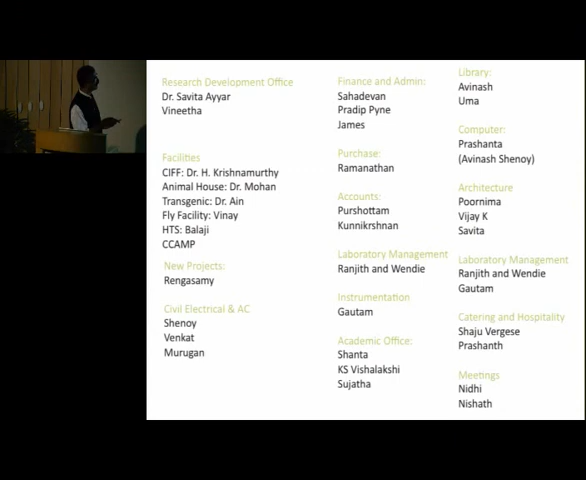 Research Development Office
Dr. Savita Ayyar
Vineetha
Facilities
CIFF: Dr. H. Krishnamurthy
Animal House: Dr. Mohan
Transgenic: Dr. Ain
Fly Facility: Vinay
HTS: Balaji
CCAMP
New Projects:
Rengasamy
Civil Electrical & AC
Shenoy
Venkat
Murugan
Finance and Admin:
Sahadevan
Pradip Pyne
James
Purchase:
Ramanathan
Accounts:
Purshottam
Kunnikrshnan
Laboratory Management
Ranjith and Wendie
Instrumentation
Gautam
Academic Office:
Shanta
KS Vishalakshi
Sujatha
Library:
Avinash
Uma
Computer:
Prashanta
(Avinash Shenoy)
Architecture
Poornima
Vijay K
Savita
Laboratory Management
Ranjith and Wendie
Gautam
Catering and Hospitality
Shaju Vergese
Prashanth
Meetings
Nidhi
Nishath